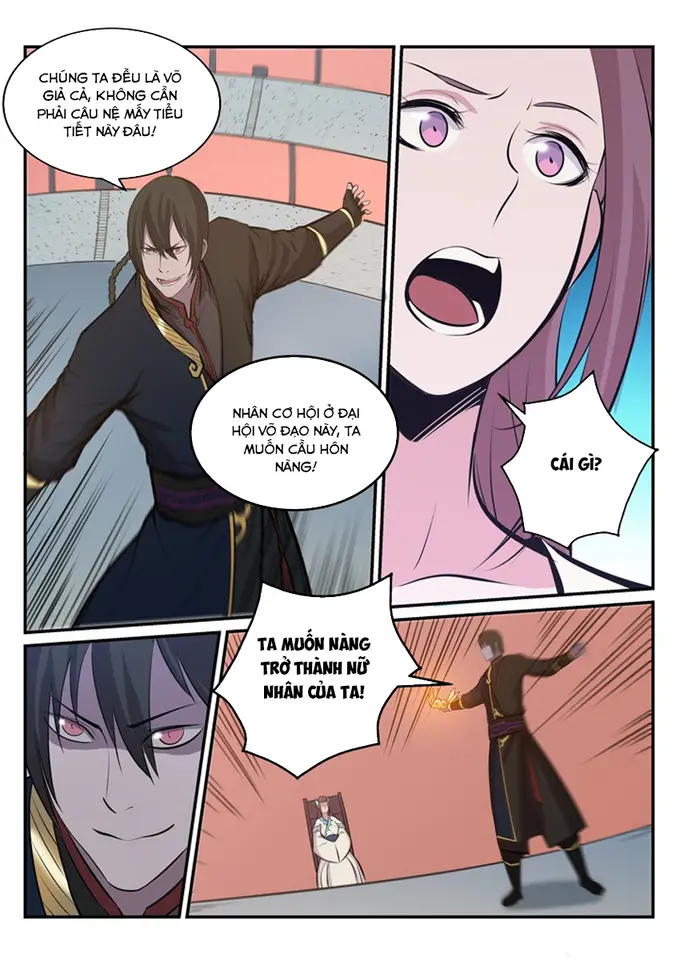 CHÚNG TA ĐỀU LÀ VÕ
GIẢ CẢ, KHÔNG CẦN
PHẢI CÂU NỆ MẤY TIỂU
TIẾT NÀY ĐÂU!
NHÂN CƠ HỘI Ở ĐẠI
HỘI VÕ ĐẠO NÀY, TA
MUỐN CẦU HÔN
NÀNG!
CÁI GÌ?
TA MUỐN NÀNG
TRỞ THÀNH NỮ
NHÂN CỦA TA!